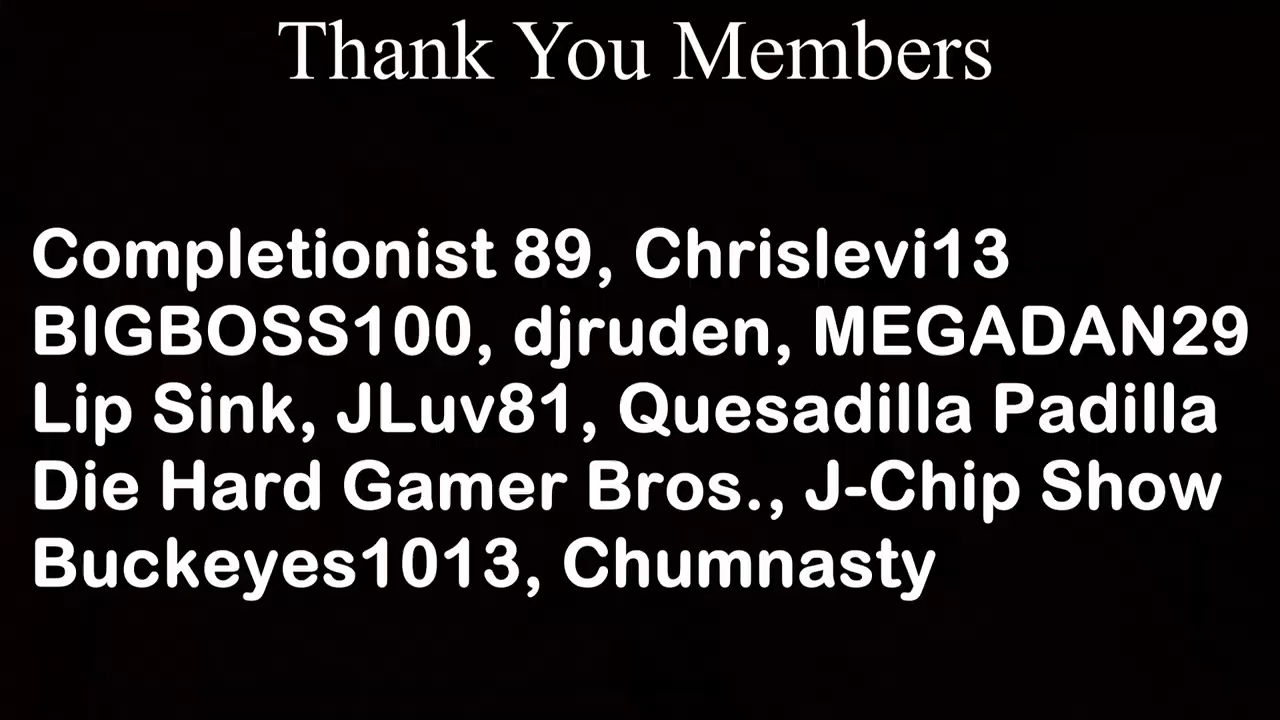 Thank You Members
Completionist 89, Chrislevi13
BIGBOSS100, djruden, MEGADAN29
Lip Sink, JLuv81, Quesadilla Padilla
Die Hard Gamer Bros., J-Chip Show
Buckeyes1013, Chumnasty